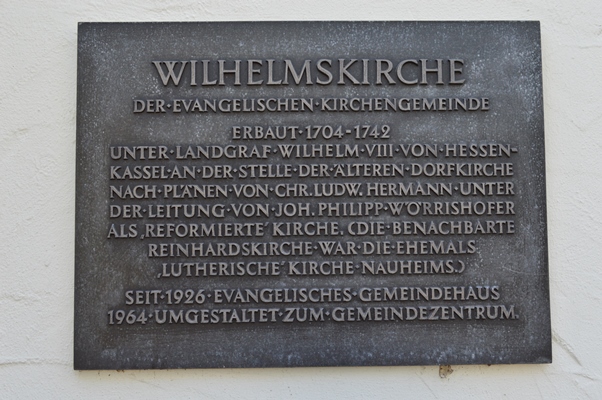 WILHELMSKIRCHE
DER·EVANGELISCHEN·KIRCHENGEMEINDE
ERBAUT·1704-1742
UNTER·LANDGRAF·WILHELM·VIII·VON·HESSEN-
KASSEL·AN·DER·STELLE·DER·ÄLTEREN·DORFKIRCHE
NACH·PLÄNEN·VON·CHR.LUDW.HERMANN·UNTER
DER·LEITUNG·VON·JOH.PHILIPP·WÖRRISHOFER
ALS‚REFORMIERTE‘KIRCHE.(DIE·BENACHBARTE
REINHARDSKIRCHE·WAR·DIE·EHEMALS
‚LUTHERISCHE‘KIRCHE·NAUHEIMS.)
SEIT·1926·EVANGELISCHES·GEMEINDEHAUS
1964·UMGESTALTET·ZUM·GEMEINDEZENTRUM.